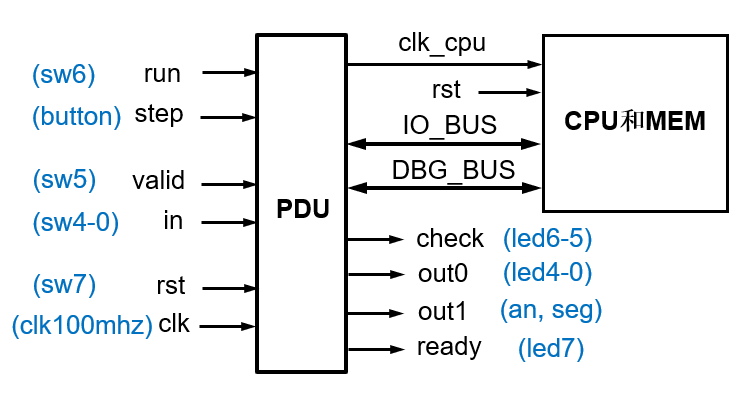 (sw6) run
(button) step
(sw5) valid
(sw4-0) in
(sw7) rst
(clk100mhz) clk
PDU
clk_cpu
rst
IO_BUS
DBG_BUS
CPU和MEM
check (led6-5)
out0 (led4-0)
out1 (an, seg)
ready (led7)